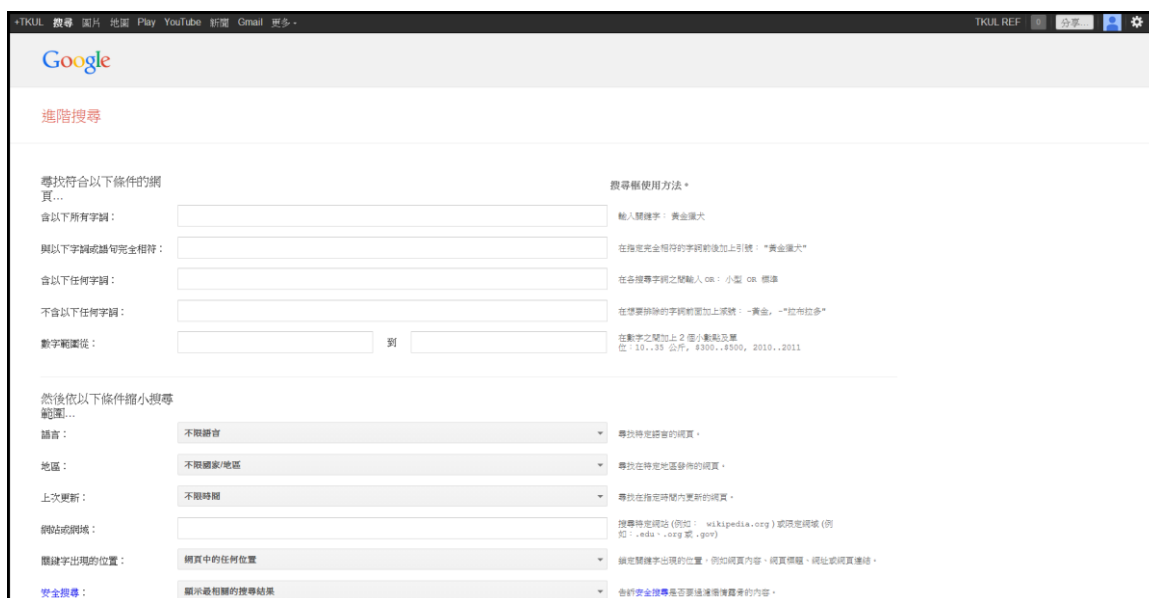 +TKUL 搜尋 圖片 地圖 Play YouTube 新聞 Gmail 更多
TKUL REF 0 分享...
Google
進階搜尋
尋找符合以下條件的網
頁...
搜尋框使用方法。
含以下所有字詞：
輸入關鍵字： 黃金獵犬
與以下字詞或語句完全相符：
在指定完全相符的字詞前後加上引號： "黃金獵犬"
含以下任何字詞：
在各搜尋字詞之間輸入 OR： 小型 OR 標準
不含以下任何字詞：
在想要排除的字詞前面加上減號： -黃金, -"拉布拉多"
數字範圍從：
到
在數字之間加上 2 個小數點及單
位：10..35 公斤, $300..$500, 2010..2011
然後依以下條件縮小搜尋
範圍...
語言：
不限語言
尋找特定語言的網頁。
地區：
不限國家/地區
尋找在特定地區發佈的網頁。
上次更新：
不限時間
尋找在指定時間內更新的網頁。
網站或網域：
搜尋特定網站 (例如： wikipedia.org ) 或限定網域 (例
如：.edu、.org 或 .gov)
關鍵字出現的位置：
網頁中的任何位置
鎖定關鍵字出現的位置，例如網頁內容、網頁標題、網址或網頁連結。
安全搜尋：
顯示最相關的搜尋結果
告訴安全搜尋是否要過濾煽情露骨的內容。